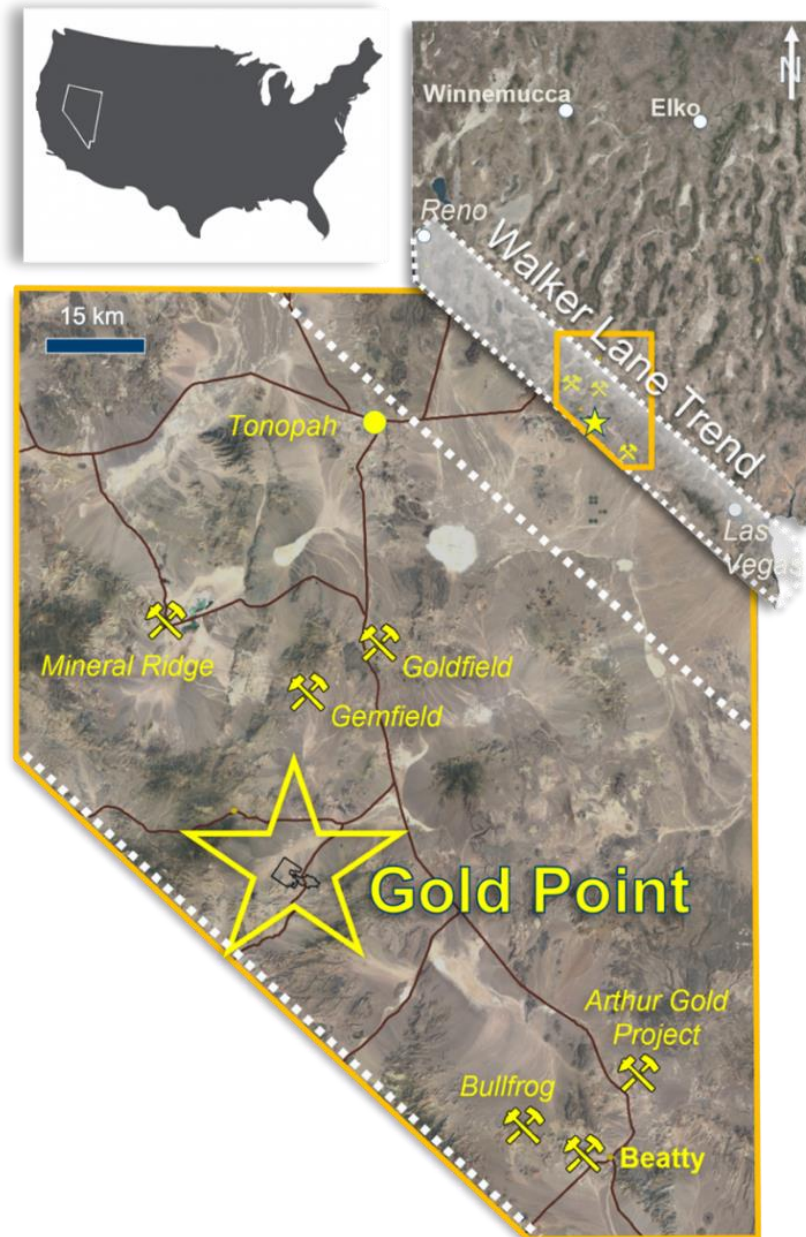 N
Winnemucca
Elko
Reno
Walker Lane Trend
Las
Vegas
15 km
Tonopah
Mineral Ridge
Goldfield
Gemfield
Gold Point
Arthur Gold
Project
Bullfrog
Beatty